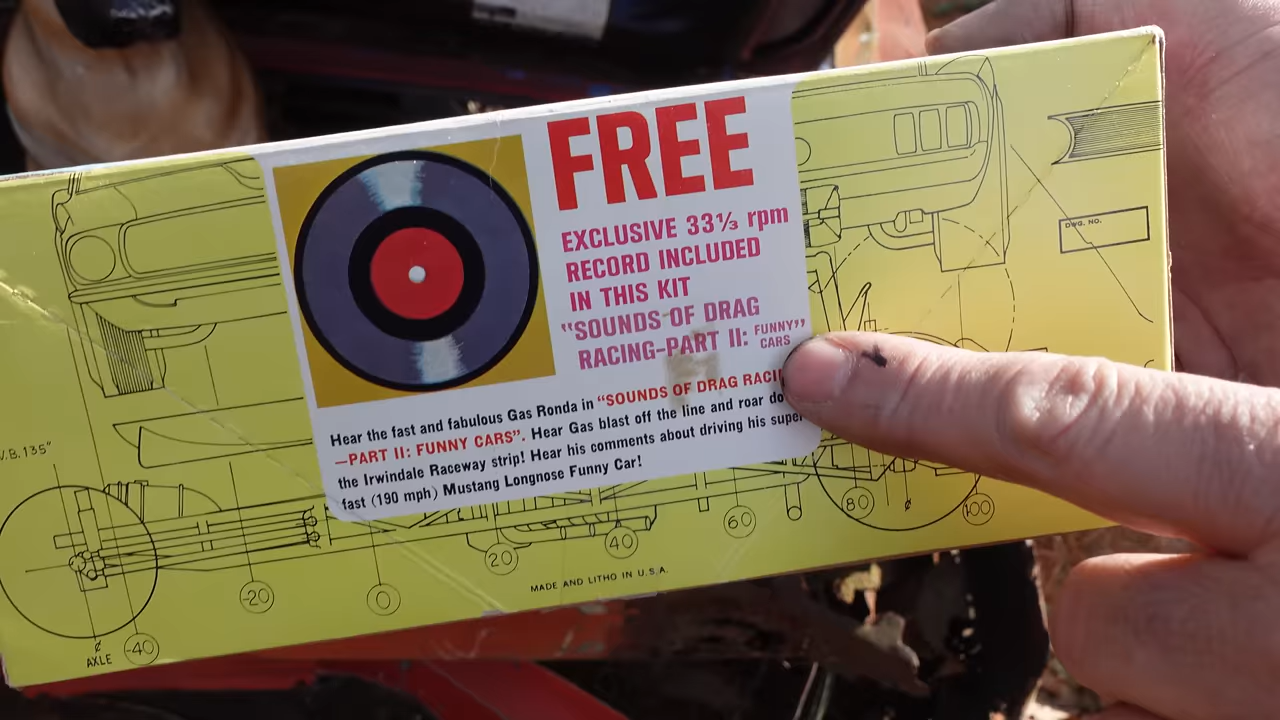 FREE
EXCLUSIVE 33⅓ rpm
RECORD INCLUDED
IN THIS KIT
"SOUNDS OF DRAG
RACING-PART II: FUNNY CARS"
Hear the fast and fabulous Gas Ronda in "SOUNDS OF DRAG
—PART II: FUNNY CARS". Hear Gas blast off the line and roar
the Irwindale Raceway strip! Hear his comments about driving his super
fast (190 mph) Mustang Longnose Funny Car!
DWG. NO.
W.B. 135"
80
100
60
40
20
0
-20
-40
AXLE
MADE AND LITHO IN U.S.A.